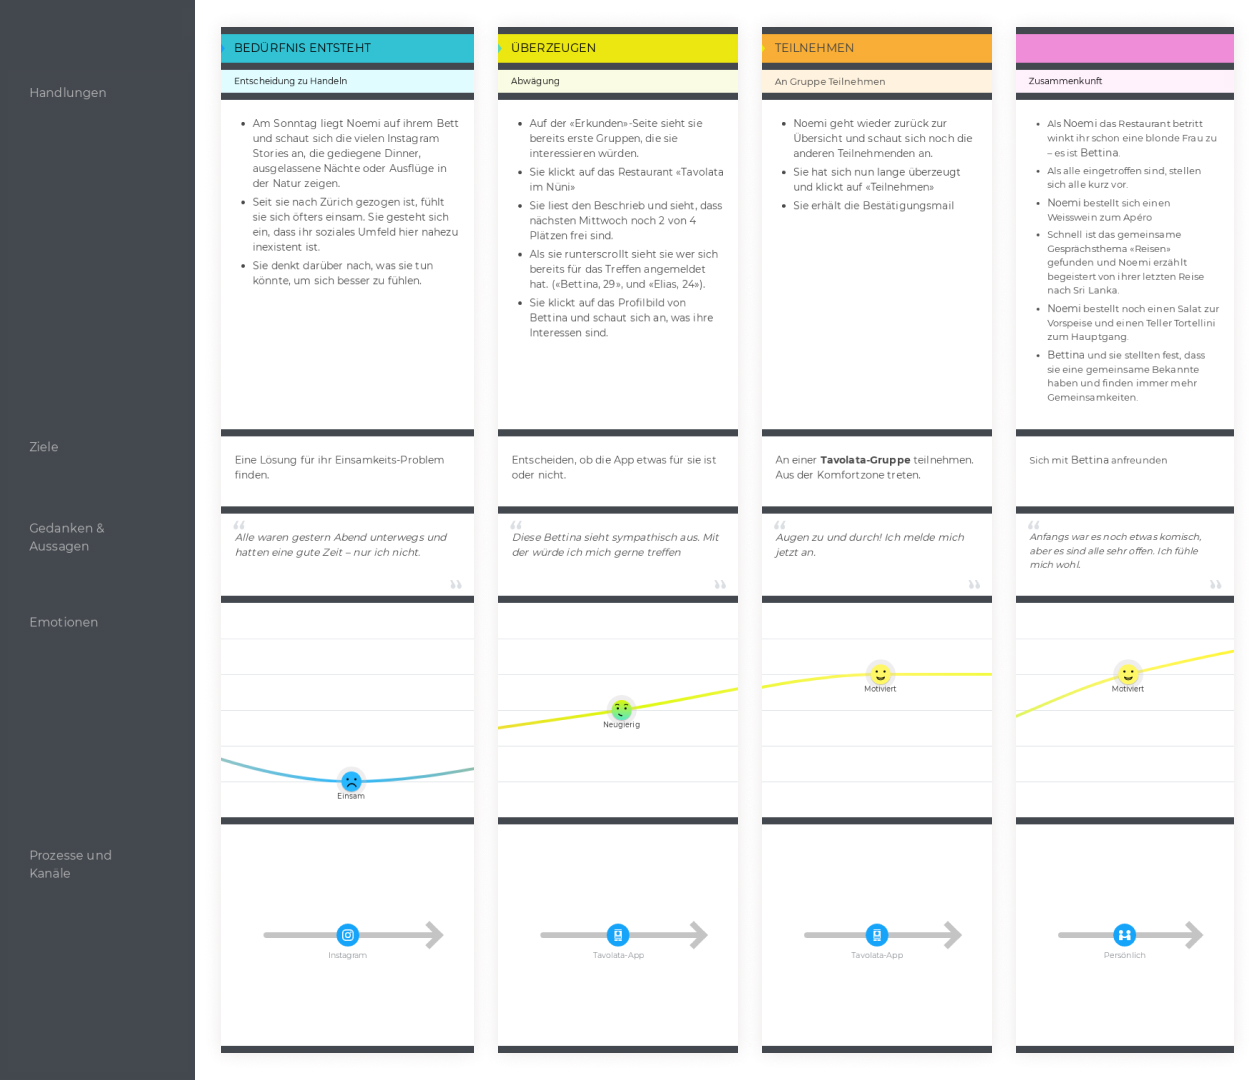 BEDÜRFNIS ENTSTEHT
ÜBERZEUGEN
TEILNEHMEN
Entscheidung zu Handeln
Abwägung
An Gruppe Teilnehmen
Zusammenkunft
Handlungen
• Am Sonntag liegt Noemi auf ihrem Bett
und schaut sich die vielen Instagram
Stories an, die gediegene Dinner,
ausgelassene Nächte oder Ausflüge in
der Natur zeigen.
• Seit sie nach Zürich gezogen ist, fühlt
sie sich öfters einsam. Sie gesteht sich
ein, dass ihr soziales Umfeld hier nahezu
inexistent ist.
• Sie denkt darüber nach, was sie tun
könnte, um sich besser zu fühlen.
• Auf der «Erkunden»-Seite sieht sie
bereits erste Gruppen, die sie
interessieren würden.
• Sie klickt auf das Restaurant «Tavolata
im Nüni»
• Sie liest den Beschrieb und sieht, dass
nächsten Mittwoch noch 2 von 4
Plätzen frei sind.
• Als sie runterscrollt sieht sie wer sich
bereits für das Treffen angemeldet
hat. («Bettina, 29», und «Elias, 24»).
• Sie klickt auf das Profilbild von
Bettina und schaut sich an, was ihre
Interessen sind.
• Noemi geht wieder zurück zur
Übersicht und schaut sich noch die
anderen Teilnehmenden an.
• Sie hat sich nun lange überzeugt
und klickt auf «Teilnehmen»
• Sie erhält die Bestätigungsmail
• Als Noemi das Restaurant betritt
winkt ihr schon eine blonde Frau zu
– es ist Bettina.
• Als alle eingetroffen sind, stellen
sich alle kurz vor.
• Noemi bestellt sich einen
Weisswein zum Apéro
• Schnell ist das gemeinsame
Gesprächsthema «Reisen»
gefunden und Noemi erzählt
begeistert von ihrer letzten Reise
nach Sri Lanka.
• Noemi bestellt noch einen Salat zur
Vorspeise und einen Teller Tortellini
zum Hauptgang.
• Bettina und sie stellten fest, dass
sie eine gemeinsame Bekannte
haben und finden immer mehr
Gemeinsamkeiten.
Ziele
Eine Lösung für ihr Einsamkeits-Problem
finden.
Entscheiden, ob die App etwas für sie ist
oder nicht.
An einer Tavolata-Gruppe teilnehmen.
Aus der Komfortzone treten.
Sich mit Bettina anfreunden
Gedanken &
Aussagen
“
Alle waren gestern Abend unterwegs und
hatten eine gute Zeit – nur ich nicht.
”
“
Diese Bettina sieht sympathisch aus. Mit
der würde ich mich gerne treffen
”
“
Augen zu und durch! Ich melde mich
jetzt an.
”
“
Anfangs war es noch etwas komisch,
aber es sind alle sehr offen. Ich fühle
mich wohl.
”
Emotionen
Einsam
Neugierig
Motiviert
Motiviert
Prozesse und
Kanäle
Instagram
Tavolata-App
Tavolata-App
Persönlich